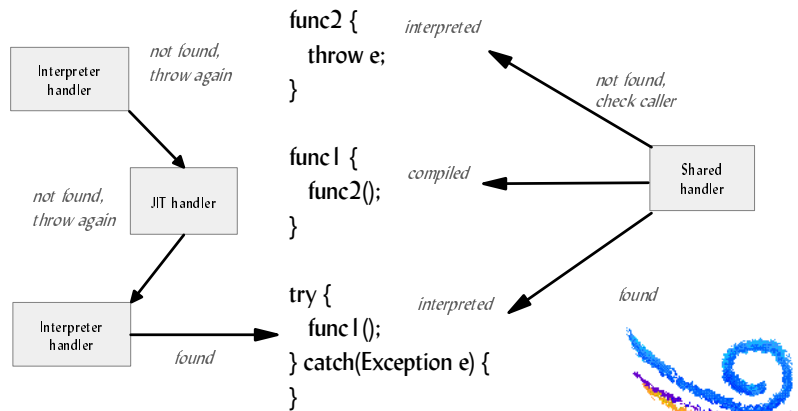 Interpreter
handler
not found,
throw again
JIT handler
not found,
throw again
Interpreter
handler
found
func2 {
throw e;
}
interpreted
func1 {
func2();
}
compiled
try {
func1();
} catch(Exception e) {
}
interpreted
not found,
check caller
Shared
handler
found